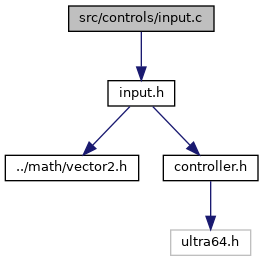 src/controls/input.c
input.h
../math/vector2.h
controller.h
ultra64.h